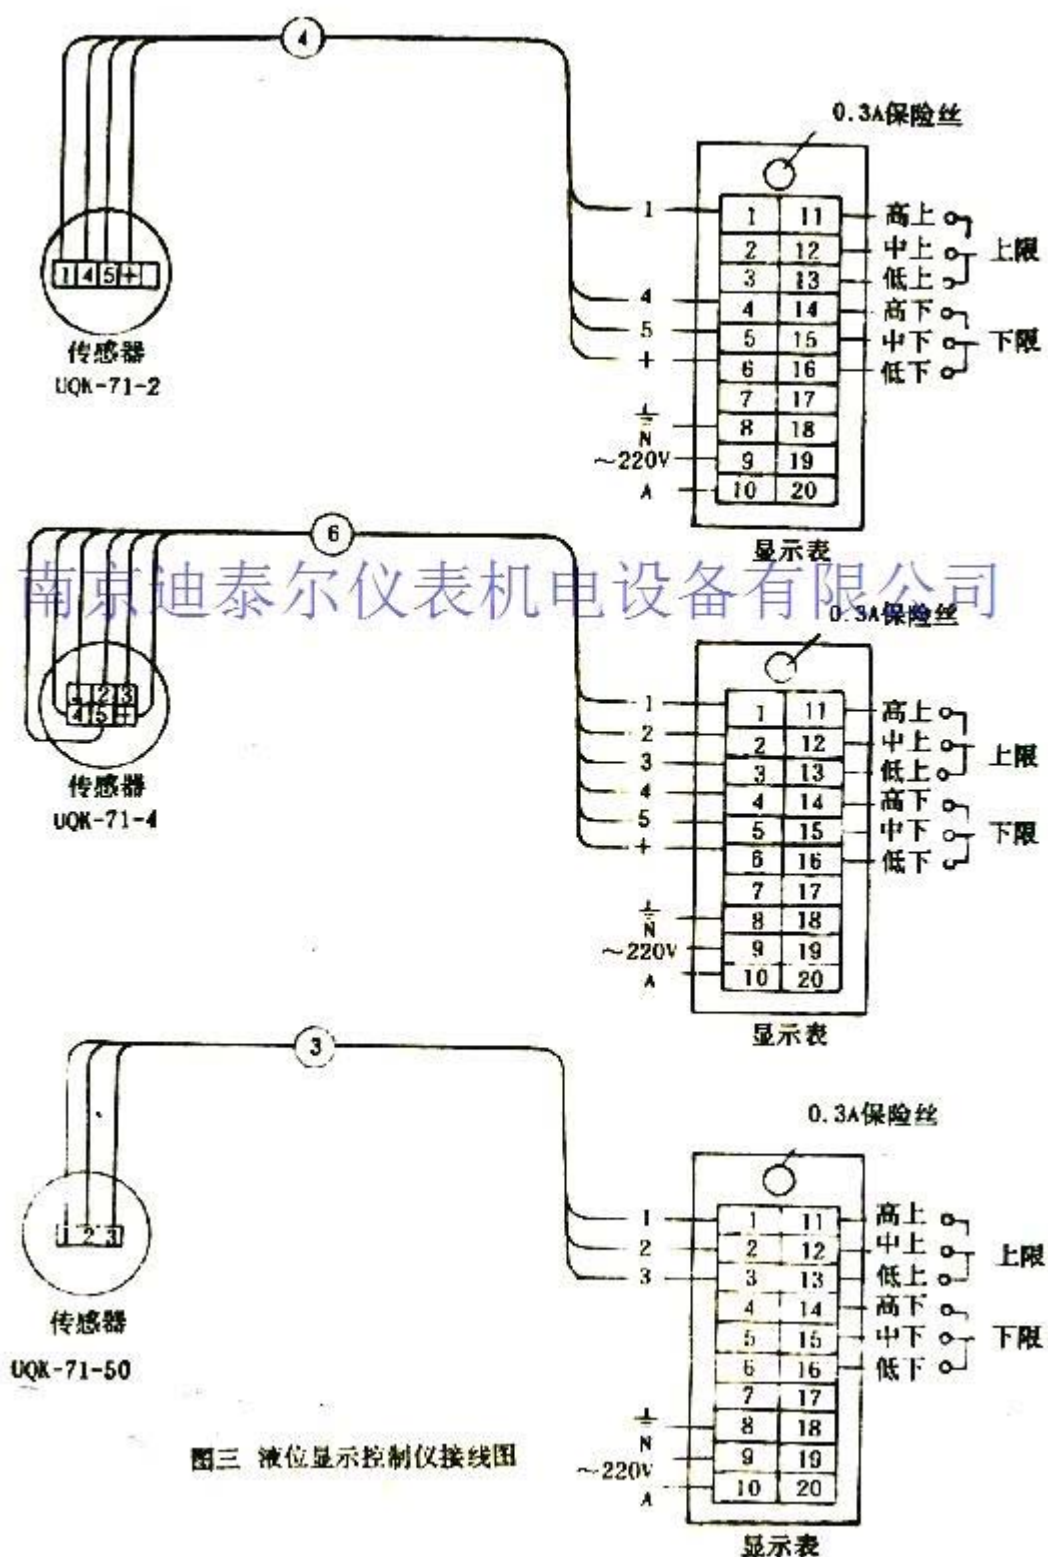 4
0.3A保险丝
1 4 5 +
传感器
UQK-71-2
1
4
5
+
N
～220V
A
1 11 高上
2 12 中上 上限
3 13 低上
4 14 高下
5 15 中下 下限
6 16 低下
7 17
8 18
9 19
10 20
显示表
南京迪泰尔仪表机电设备有限公司
6
0.3A保险丝
1 2 3
4 5 +
传感器
UQK-71-4
1
2
3
4
5
+
N
～220V
A
1 11 高上
2 12 中上 上限
3 13 低上
4 14 高下
5 15 中下 下限
6 16 低下
7 17
8 18
9 19
10 20
显示表
3
0.3A保险丝
1 2 3
传感器
UQK-71-50
1
2
3
N
～220V
A
1 11 高上
2 12 中上 上限
3 13 低上
4 14 高下
5 15 中下 下限
6 16 低下
7 17
8 18
9 19
10 20
显示表
图三 液位显示控制仪接线图